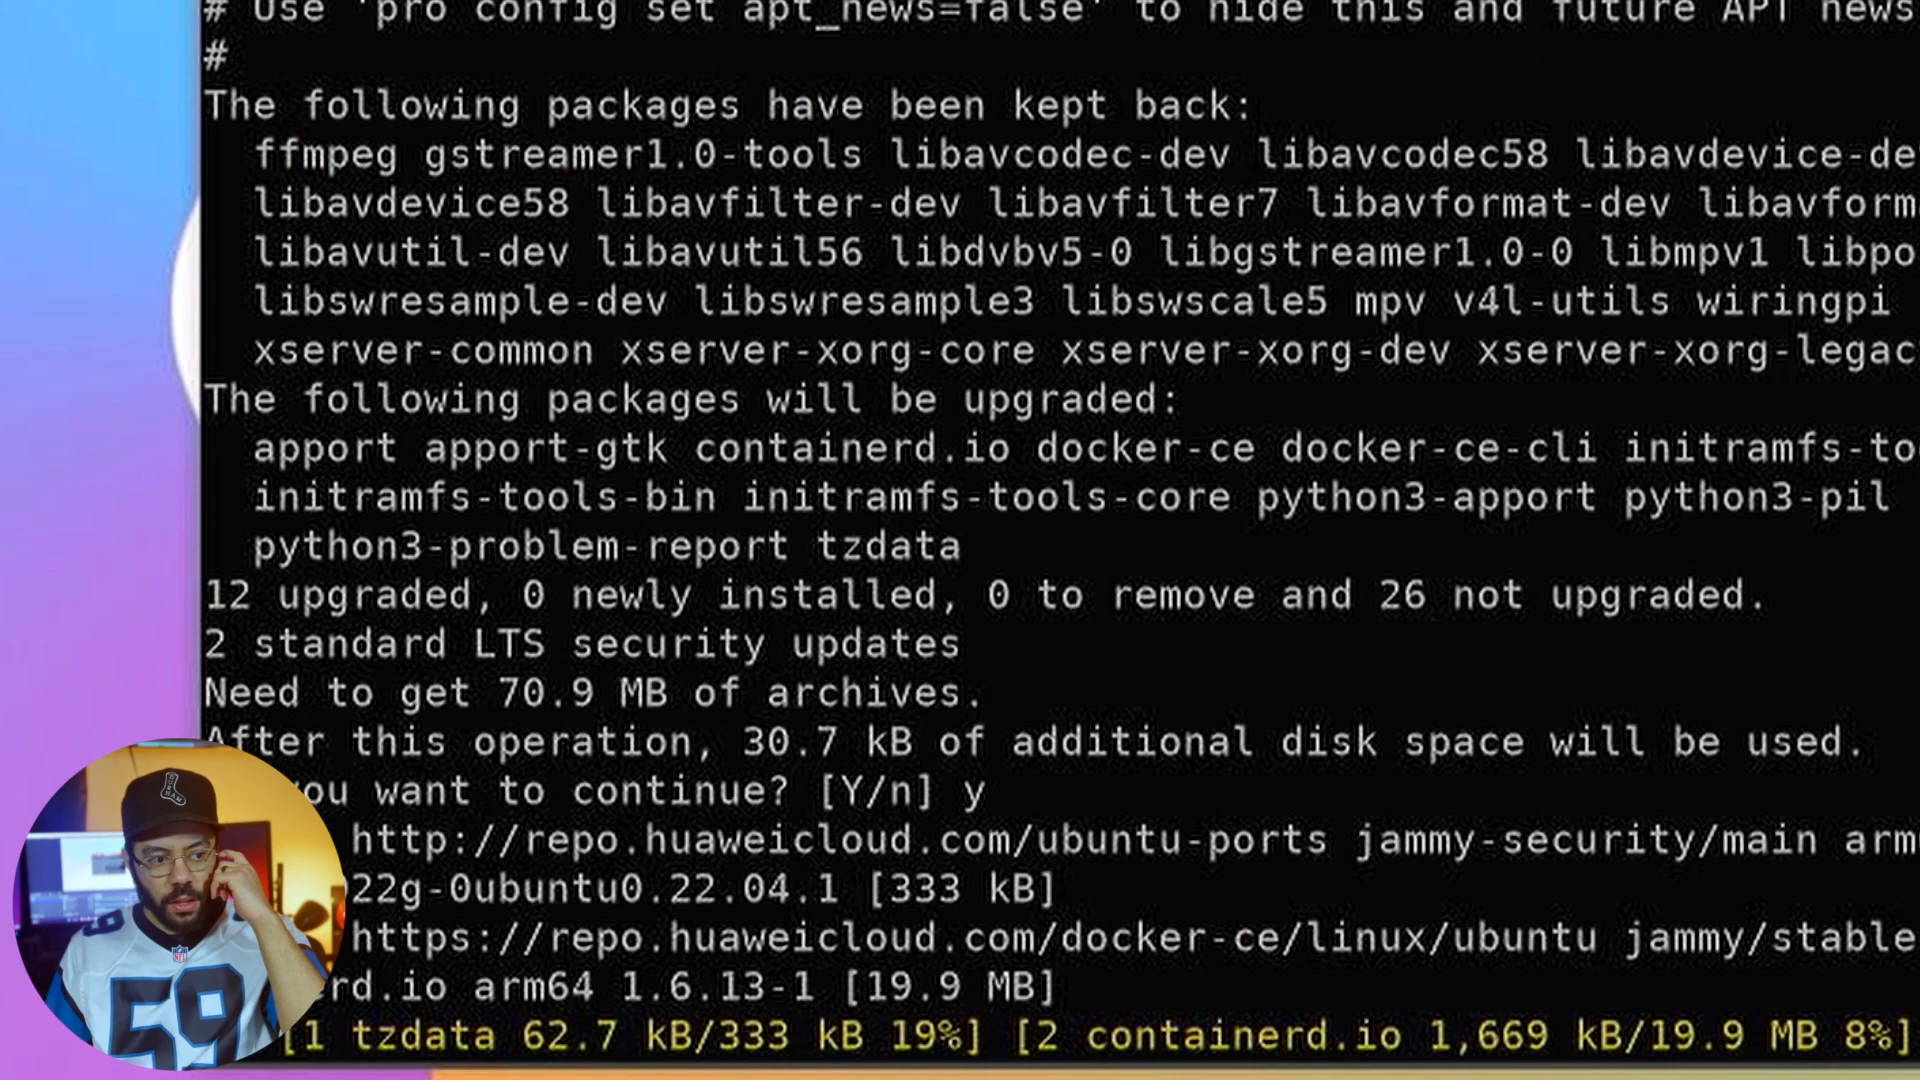 # Use 'pro config set apt_news=false' to hide this and future APT news
#
The following packages have been kept back:
ffmpeg gstreamer1.0-tools libavcodec-dev libavcodec58 libavdevice-de
libavdevice58 libavfilter-dev libavfilter7 libavformat-dev libavform
libavutil-dev libavutil56 libdvbv5-0 libgstreamer1.0-0 libmpv1 libpo
libswresample-dev libswresample3 libswscale5 mpv v4l-utils wiringpi
xserver-common xserver-xorg-core xserver-xorg-dev xserver-xorg-legac
The following packages will be upgraded:
apport apport-gtk containerd.io docker-ce docker-ce-cli initramfs-to
initramfs-tools-bin initramfs-tools-core python3-apport python3-pil
python3-problem-report tzdata
12 upgraded, 0 newly installed, 0 to remove and 26 not upgraded.
2 standard LTS security updates
Need to get 70.9 MB of archives.
After this operation, 30.7 kB of additional disk space will be used.
you want to continue? [Y/n] y
http://repo.huaweicloud.com/ubuntu-ports jammy-security/main arm
22g-0ubuntu0.22.04.1 [333 kB]
https://repo.huaweicloud.com/docker-ce/linux/ubuntu jammy/stable
rd.io arm64 1.6.13-1 [19.9 MB]
[1 tzdata 62.7 kB/333 kB 19%] [2 containerd.io 1,669 kB/19.9 MB 8%]
59
9
NFL